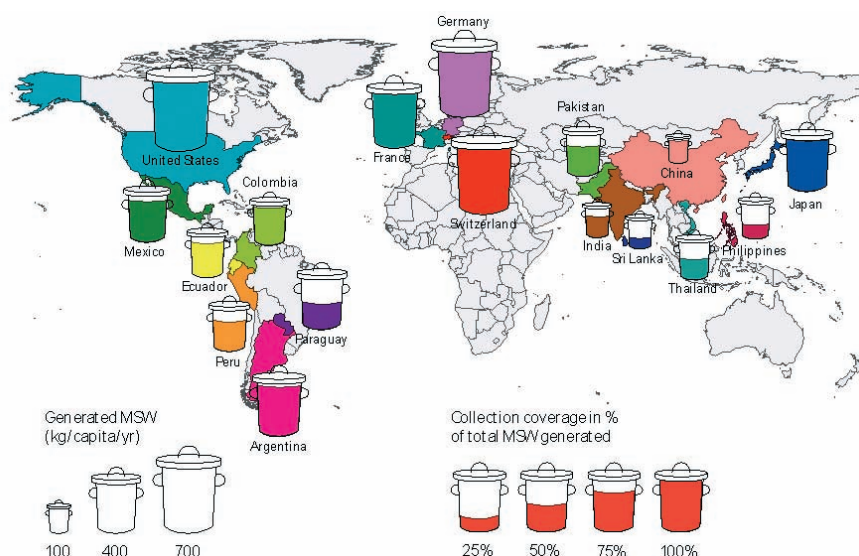 Germany
Pakistan
United States
France
China
Colombia
Japan
Switzerland
Mexico
India
Philippines
Sri Lanka
Ecuador
Thailand
Paraguay
Peru
Generated MSW
(kg/capita/yr)
Argentina
Collection coverage in %
of total MSW generated
100 400 700
25% 50% 75% 100%